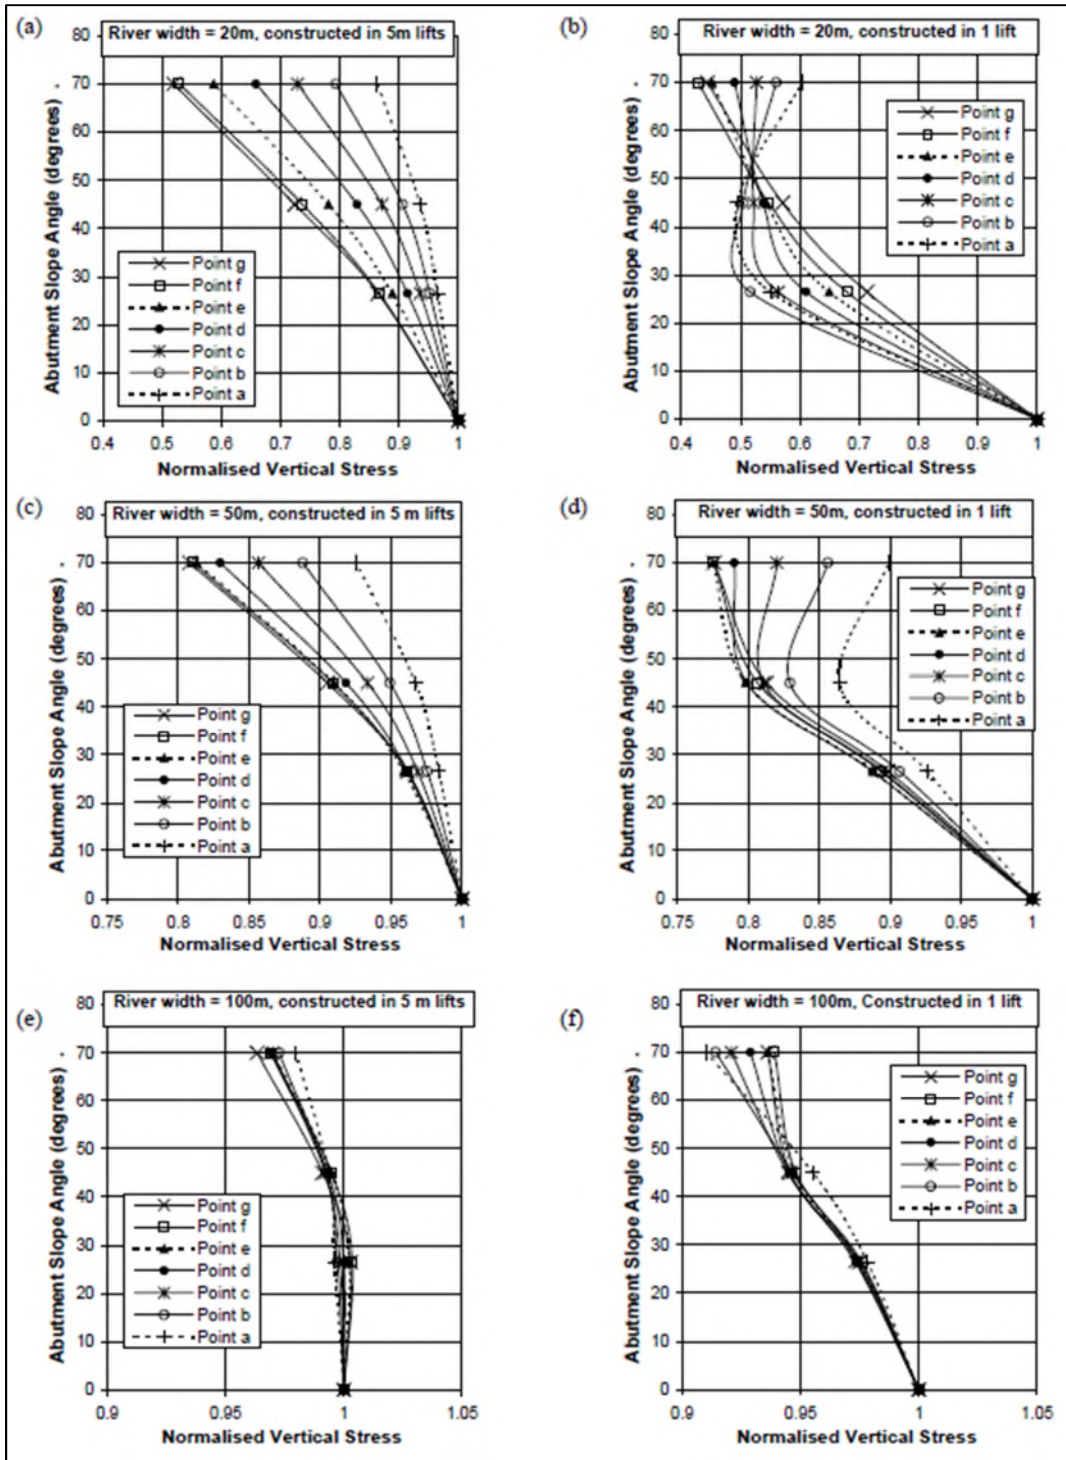 (a)
River width = 20m, constructed in 5m lifts
80
70
60
50
40
30
20
10
0
Abutment Slope Angle (degrees) .
Point g
Point f
Point e
Point d
Point c
Point b
Point a
0.4 0.5 0.6 0.7 0.8 0.9 1
Normalised Vertical Stress
(b)
River width = 20m, constructed in 1 lift
80
70
60
50
40
30
20
10
0
Abutment Slope Angle (degrees) .
Point g
Point f
Point e
Point d
Point c
Point b
Point a
0.4 0.5 0.6 0.7 0.8 0.9 1
Normalised Vertical Stress
(c)
River width = 50m, constructed in 5 m lifts
80
70
60
50
40
30
20
10
0
Abutment Slope Angle (degrees) .
Point g
Point f
Point e
Point d
Point c
Point b
Point a
0.75 0.8 0.85 0.9 0.95 1
Normalised Vertical Stress
(d)
River width = 50m, constructed in 1 lift
80
70
60
50
40
30
20
10
0
Abutment Slope Angle (degrees) .
Point g
Point f
Point e
Point d
Point c
Point b
Point a
0.75 0.8 0.85 0.9 0.95 1
Normalised Vertical Stress
(e)
River width = 100m, constructed in 5 m lifts
80
70
60
50
40
30
20
10
0
Abutment Slope Angle (degrees) .
Point g
Point f
Point e
Point d
Point c
Point b
Point a
0.9 0.95 1 1.05
Normalised Vertical Stress
(f)
River width = 100m, Constructed in 1 lift
80
70
60
50
40
30
20
10
0
Abutment Slope Angle (degrees) .
Point g
Point f
Point e
Point d
Point c
Point b
Point a
0.9 0.95 1 1.05
Normalised Vertical Stress